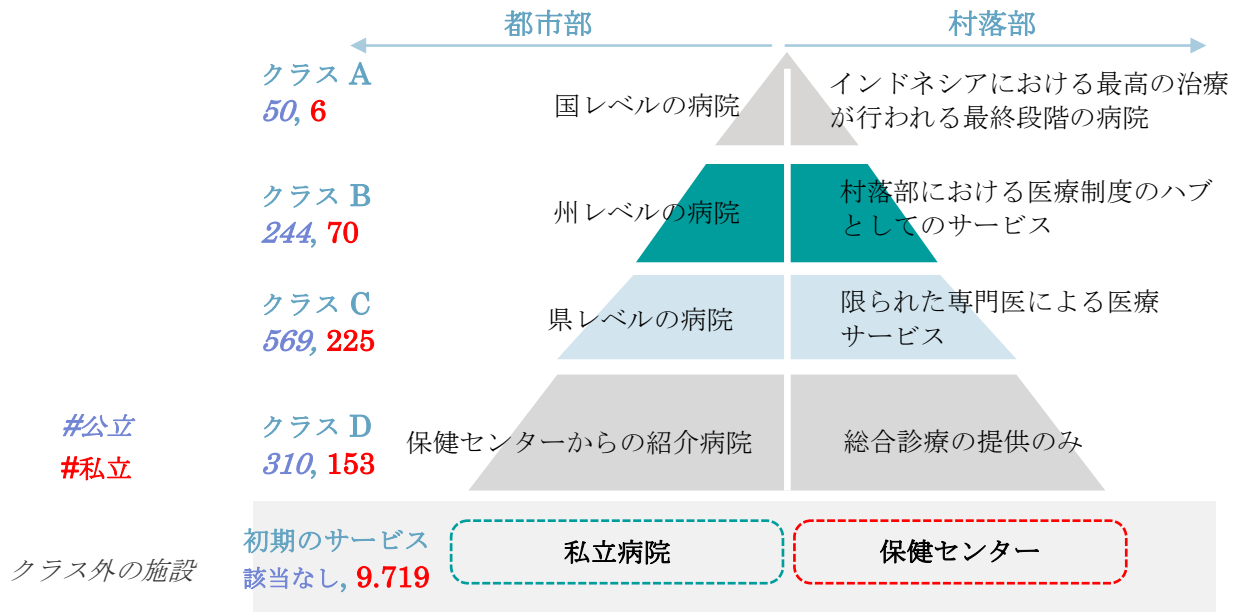 都市部
村落部
クラス A
50, 6
国レベルの病院
インドネシアにおける最高の治療
が行われる最終段階の病院
クラス B
244, 70
州レベルの病院
村落部における医療制度のハブ
としてのサービス
クラス C
569, 225
県レベルの病院
限られた専門医による医療
サービス
#公立
#私立
クラス D
310, 153
保健センターからの紹介病院
総合診療の提供のみ
クラス外の施設
初期のサービス
該当なし, 9.719
私立病院
保健センター